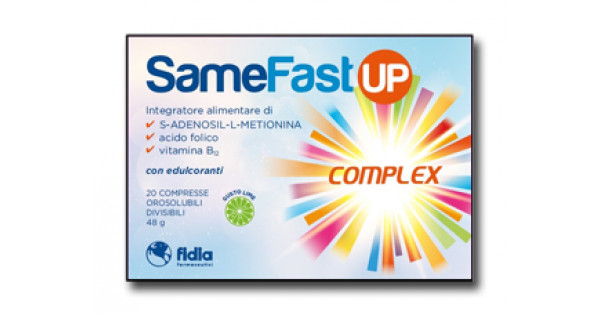 SameFast UP
Integratore alimentare di
✓ S-ADENOSIL-L-METIONINA
✓ acido folico
✓ vitamina B12
con edulcoranti
COMPLEX
20 COMPRESSE
OROSOLUBILI
DIVISIBILI
48 g
GUSTO LIME
fidia
farmaceutici